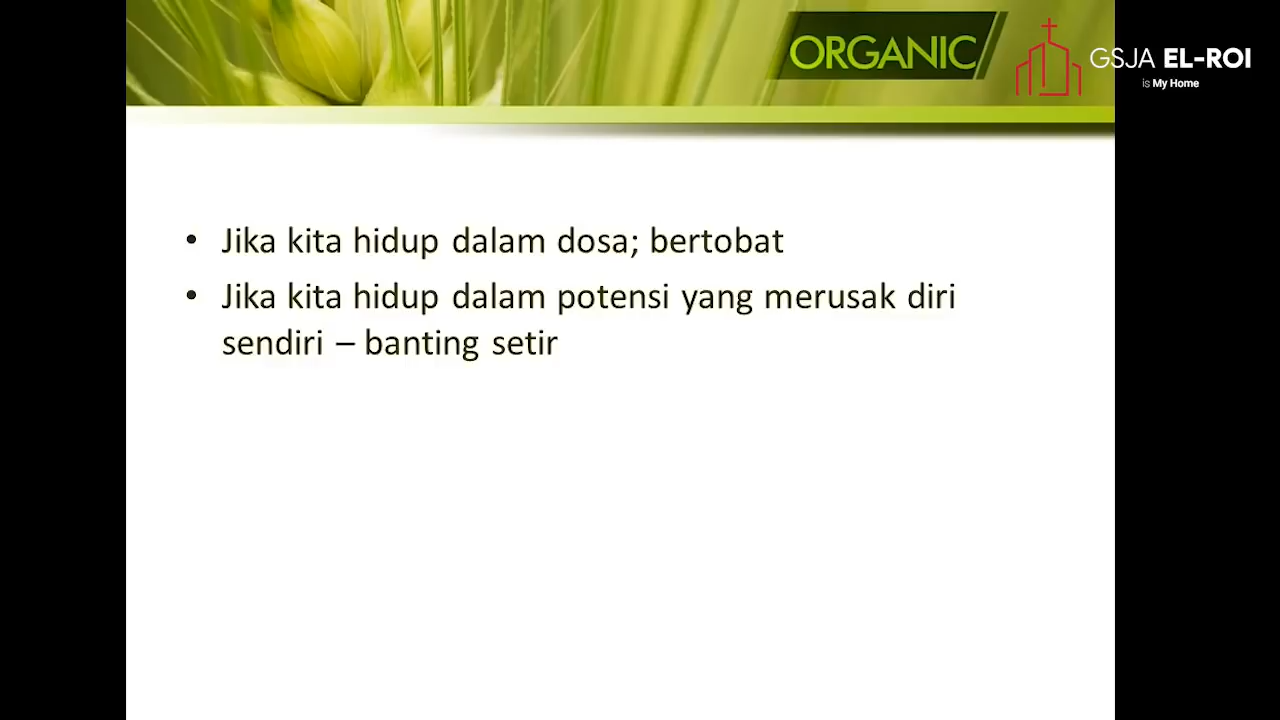 ORGANIC
GSJA EL-ROI
is My Home
• Jika kita hidup dalam dosa; bertobat
• Jika kita hidup dalam potensi yang merusak diri
sendiri – banting setir